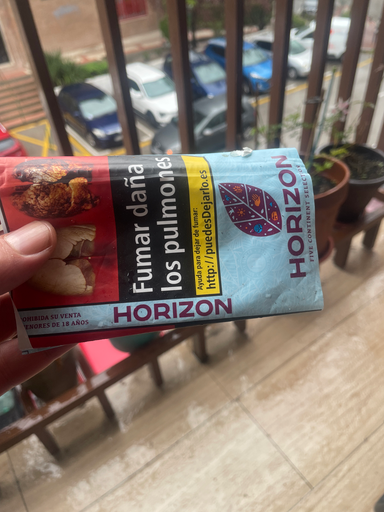 Fumar daña
los pulmones
Ayuda para dejar de fumar:
http://puedesDejarlo.es
HORIZON
FIVE CONTINENT SELECTION
HORIZON
SU VENTA
MENORES DE 18 AÑOS